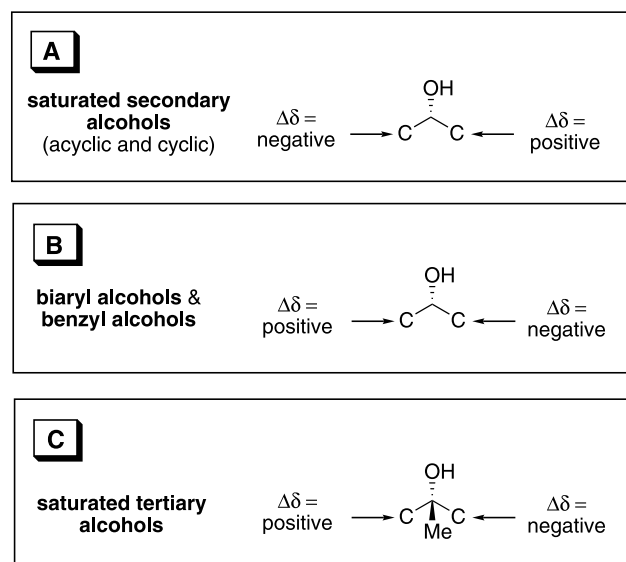 A
saturated secondary
alcohols
(acyclic and cyclic)
Δδ =
negative
OH
C C
Δδ =
positive
B
biaryl alcohols &
benzyl alcohols
Δδ =
positive
OH
C C
Δδ =
negative
C
saturated tertiary
alcohols
Δδ =
positive
OH
C C
Me
Δδ =
negative